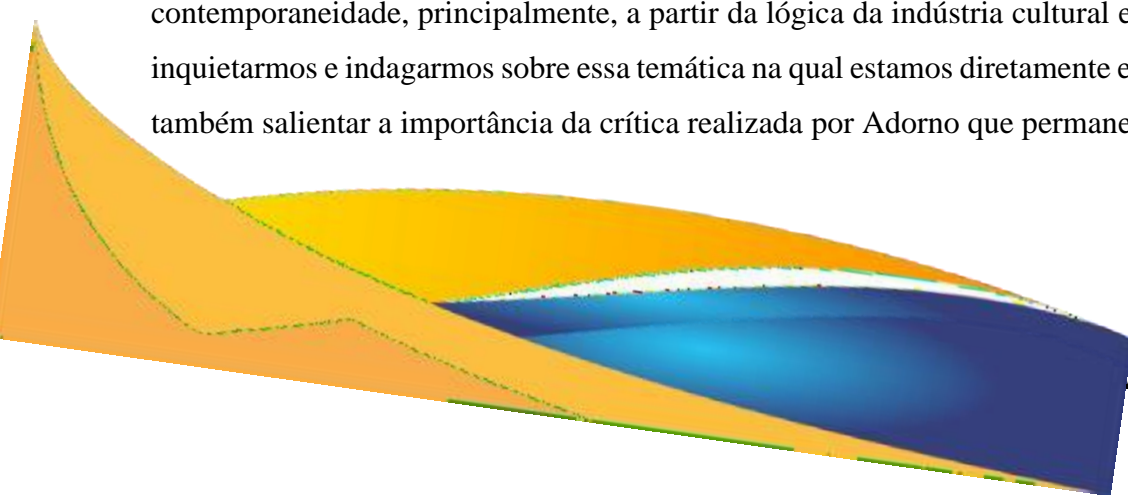 contemporaneidade, principalmente, a partir da lógica da indústria cultural e
inquietarmos e indagarmos sobre essa temática na qual estamos diretamente e
também salientar a importância da crítica realizada por Adorno que permane